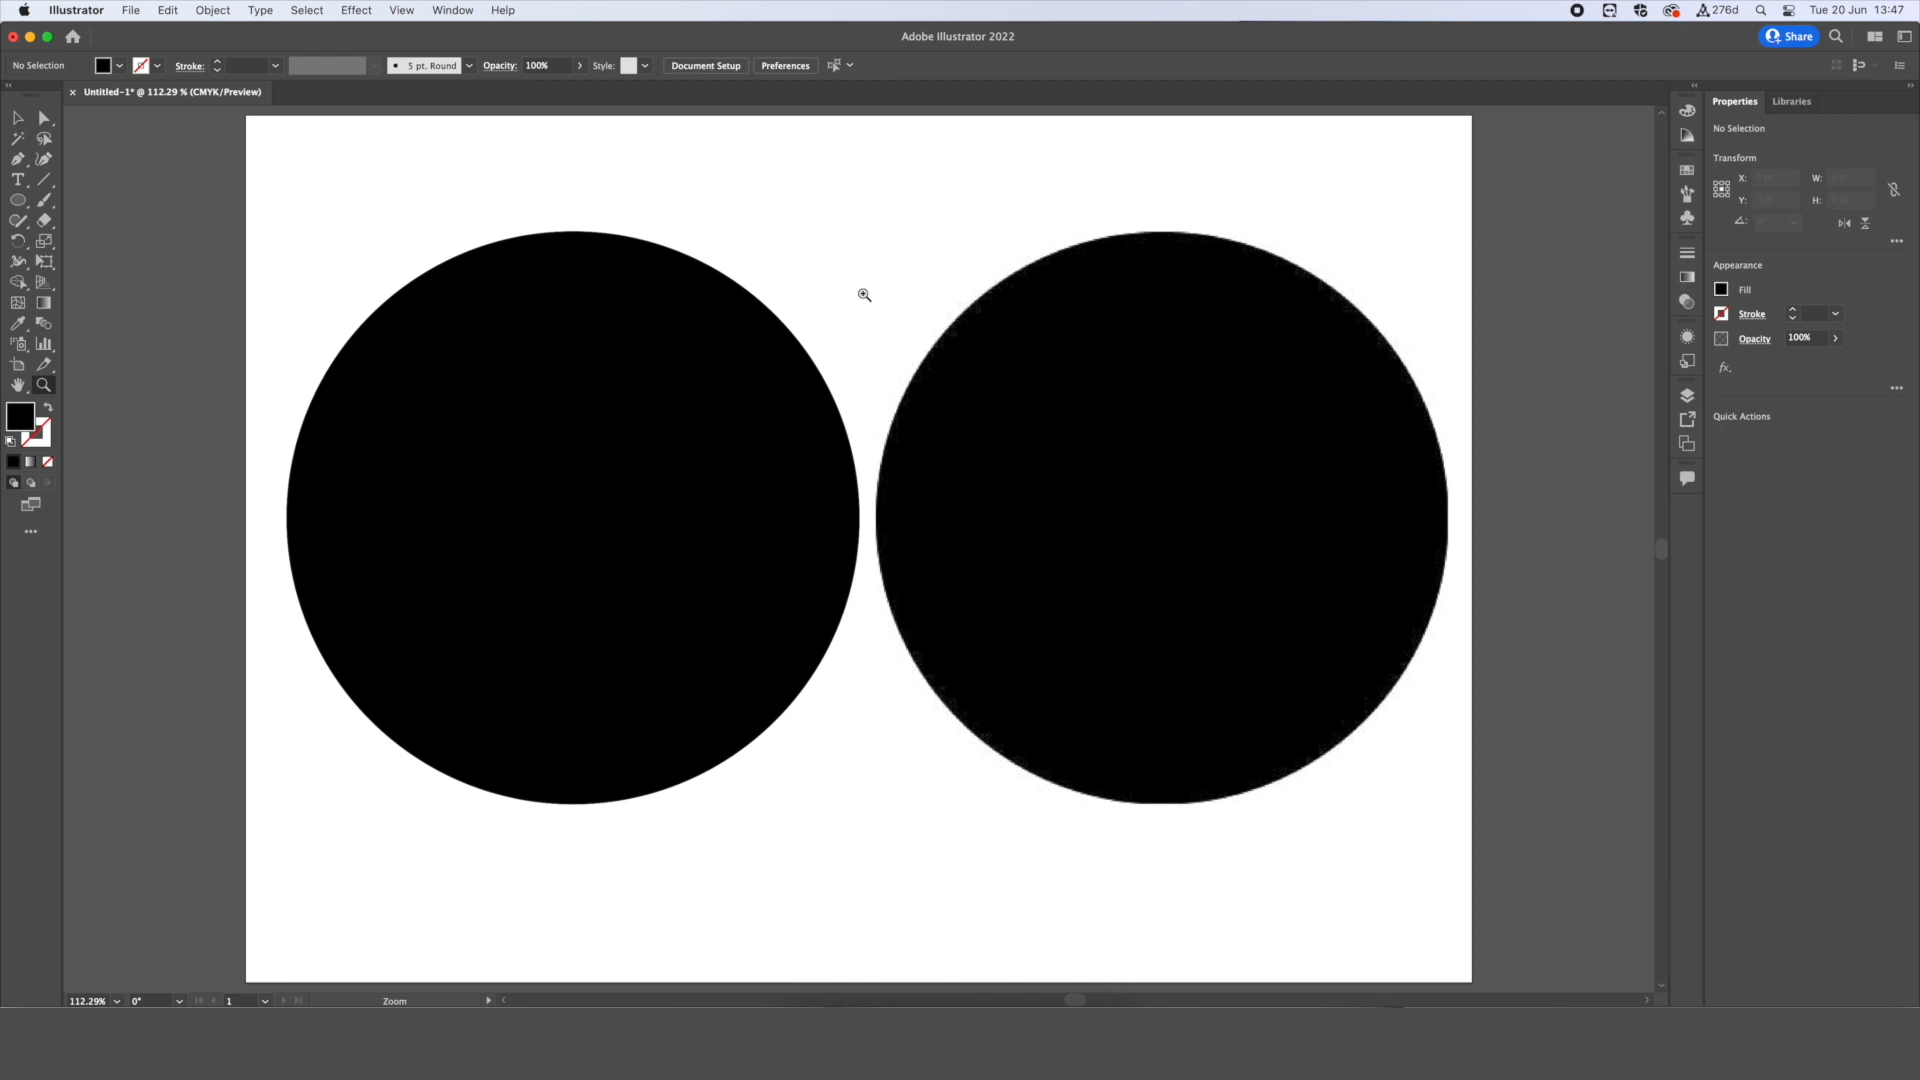 Illustrator File Edit Object Type Select Effect View Window Help 276d Tue 20 Jun 13:47
Adobe Illustrator 2022 Share
No Selection Stroke: 5 pt. Round Opacity: 100% Style: Document Setup Preferences
× Untitled-1* @ 112.29 % (CMYK/Preview)
Properties Libraries
No Selection
Transform
X: W:
Y: H:
Appearance
Fill
Stroke
Opacity 100%
fx.
Quick Actions
112.29% 0° 1 Zoom